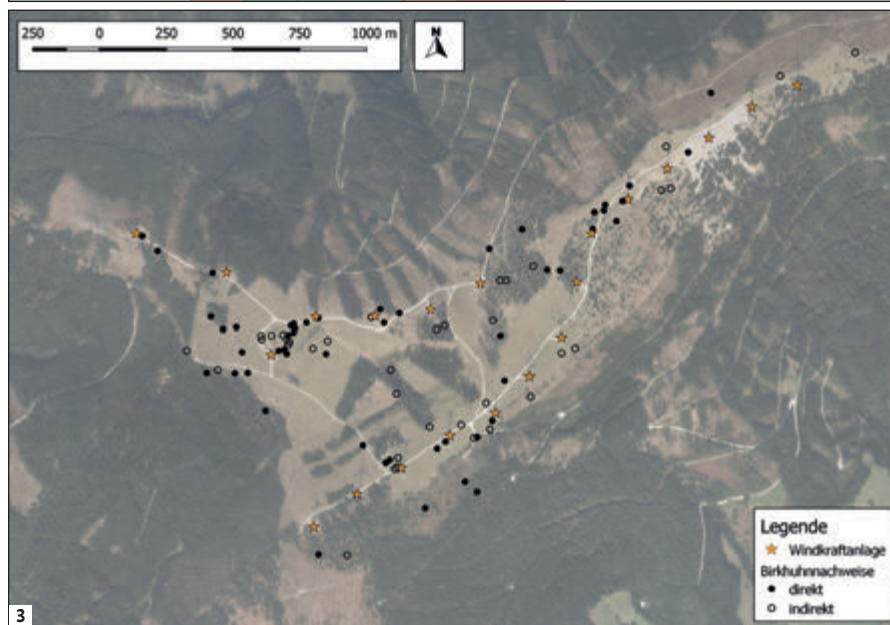 250 0 250 500 750 1000 m
N
Legende
Windkraftanlage
Birkhuhnnachweise
direkt
indirekt
3